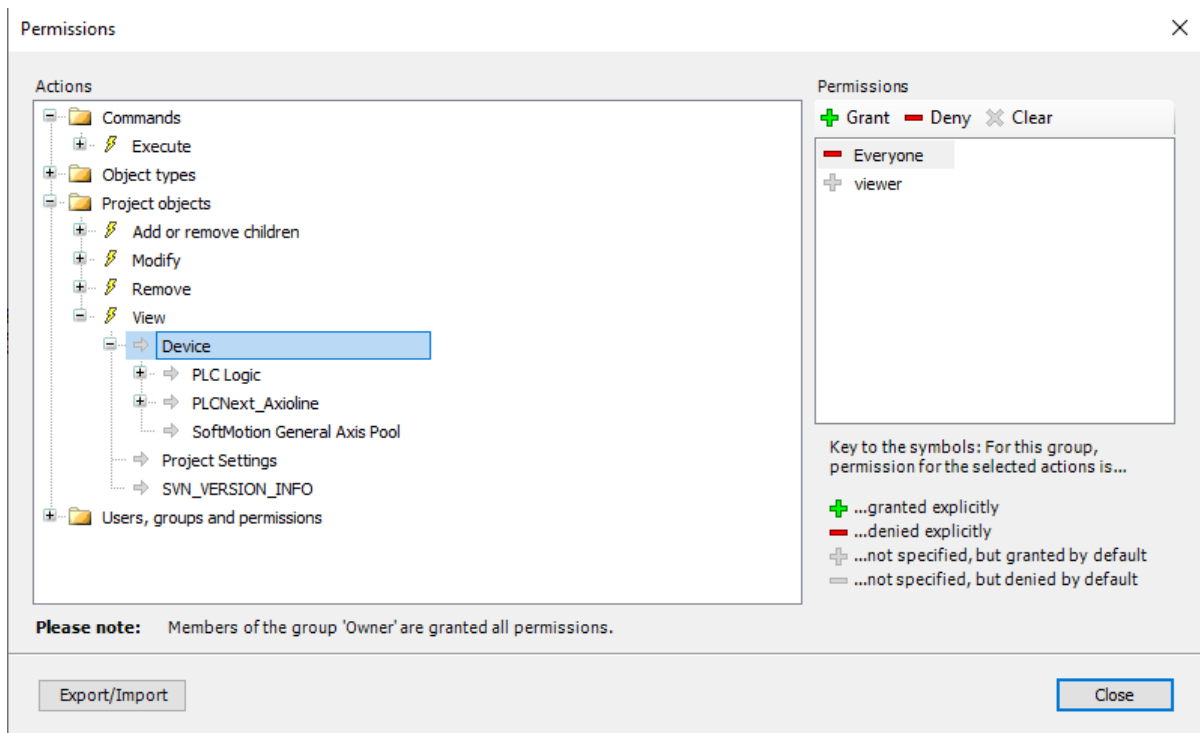 Permissions
Actions
Commands
Execute
Object types
Project objects
Add or remove children
Modify
Remove
View
Device
PLC Logic
PLCNext_Axioline
SoftMotion General Axis Pool
Project Settings
SVN_VERSION_INFO
Users, groups and permissions
Permissions
Grant Deny Clear
Everyone
viewer
Key to the symbols: For this group,
permission for the selected actions is...
...granted explicitly
...denied explicitly
...not specified, but granted by default
...not specified, but denied by default
Please note: Members of the group 'Owner' are granted all permissions.
Export/Import
Close